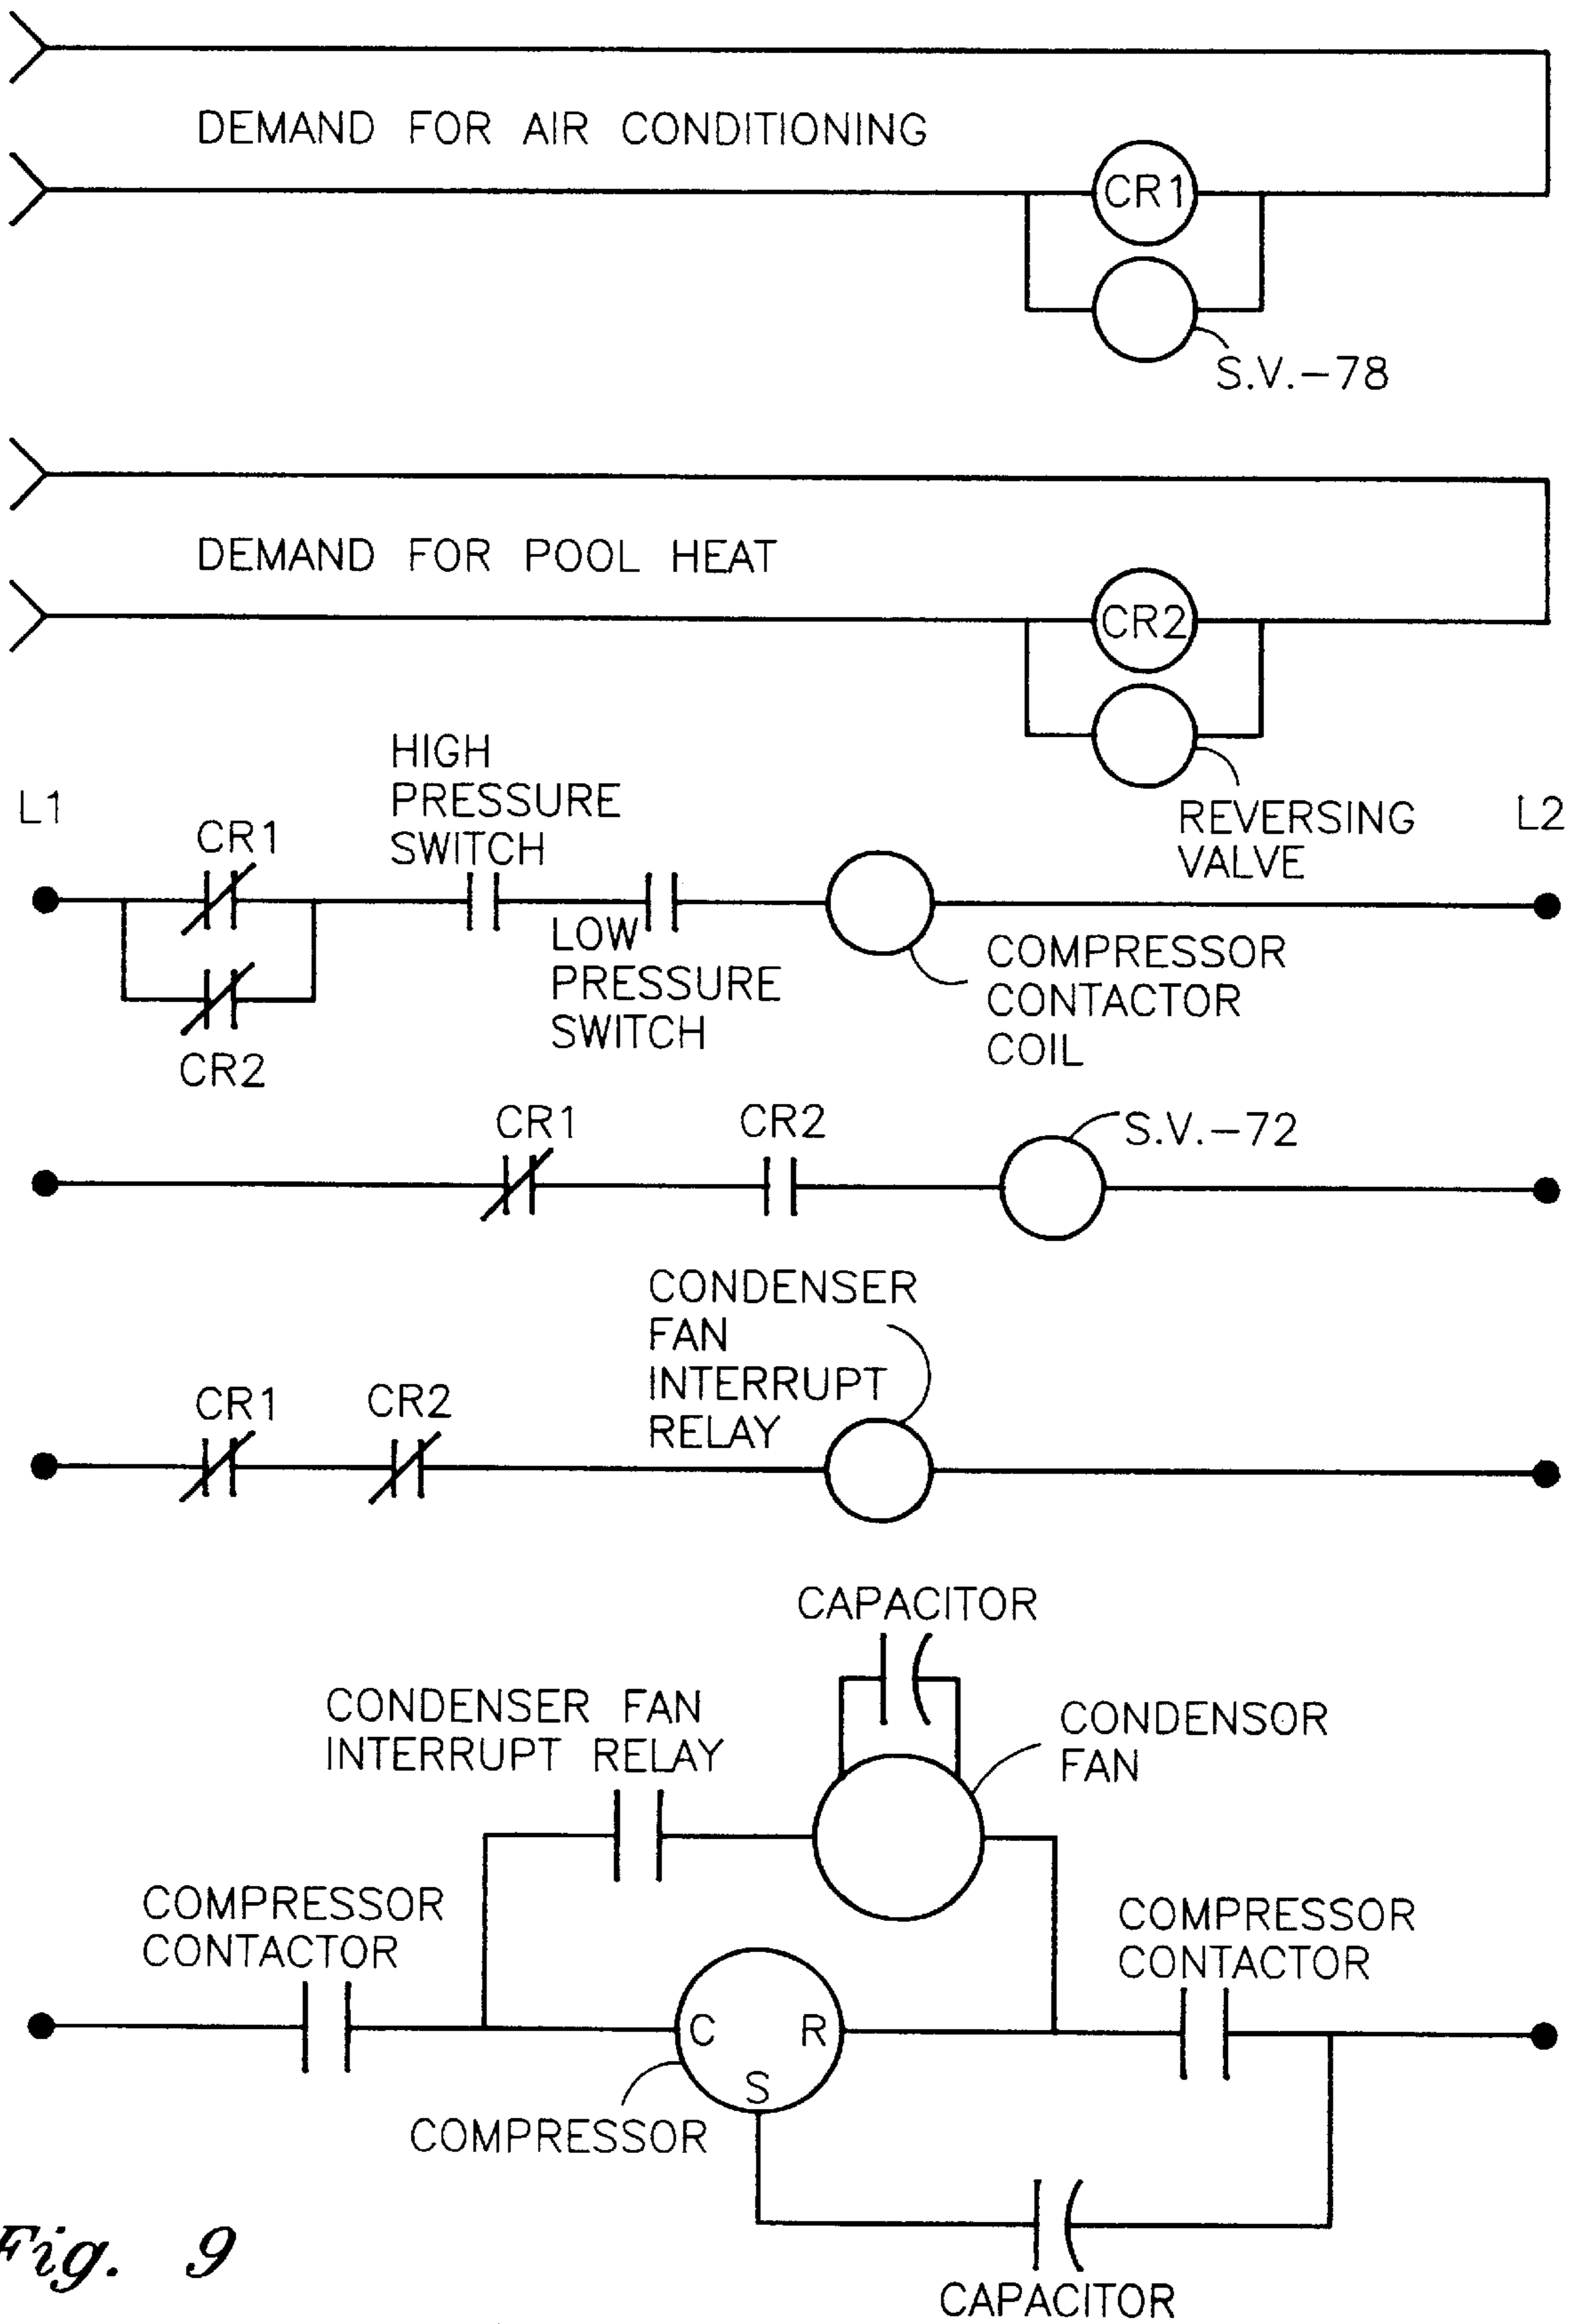 DEMAND FOR AIR CONDITIONING
CR1
S.V.-78
DEMAND FOR POOL HEAT
CR2
REVERSING
VALVE
L1
L2
CR1
HIGH
PRESSURE
SWITCH
LOW
PRESSURE
SWITCH
CR2
COMPRESSOR
CONTACTOR
COIL
CR1
CR2
S.V.-72
CONDENSER
FAN
INTERRUPT
RELAY
CR1
CR2
CAPACITOR
CONDENSER FAN
INTERRUPT RELAY
CONDENSOR
FAN
COMPRESSOR
CONTACTOR
COMPRESSOR
CONTACTOR
C
R
S
COMPRESSOR
CAPACITOR
Fig. 9